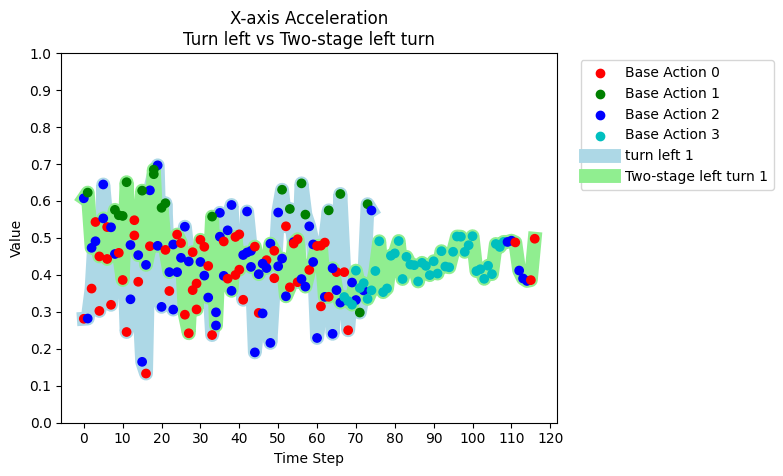 X-axis Acceleration
Turn left vs Two-stage left turn
1.0
0.9
0.8
0.7
0.6
0.5
0.4
0.3
0.2
0.1
0.0
Value
0 10 20 30 40 50 60 70 80 90 100 110 120
Time Step
Base Action 0
Base Action 1
Base Action 2
Base Action 3
turn left 1
Two-stage left turn 1